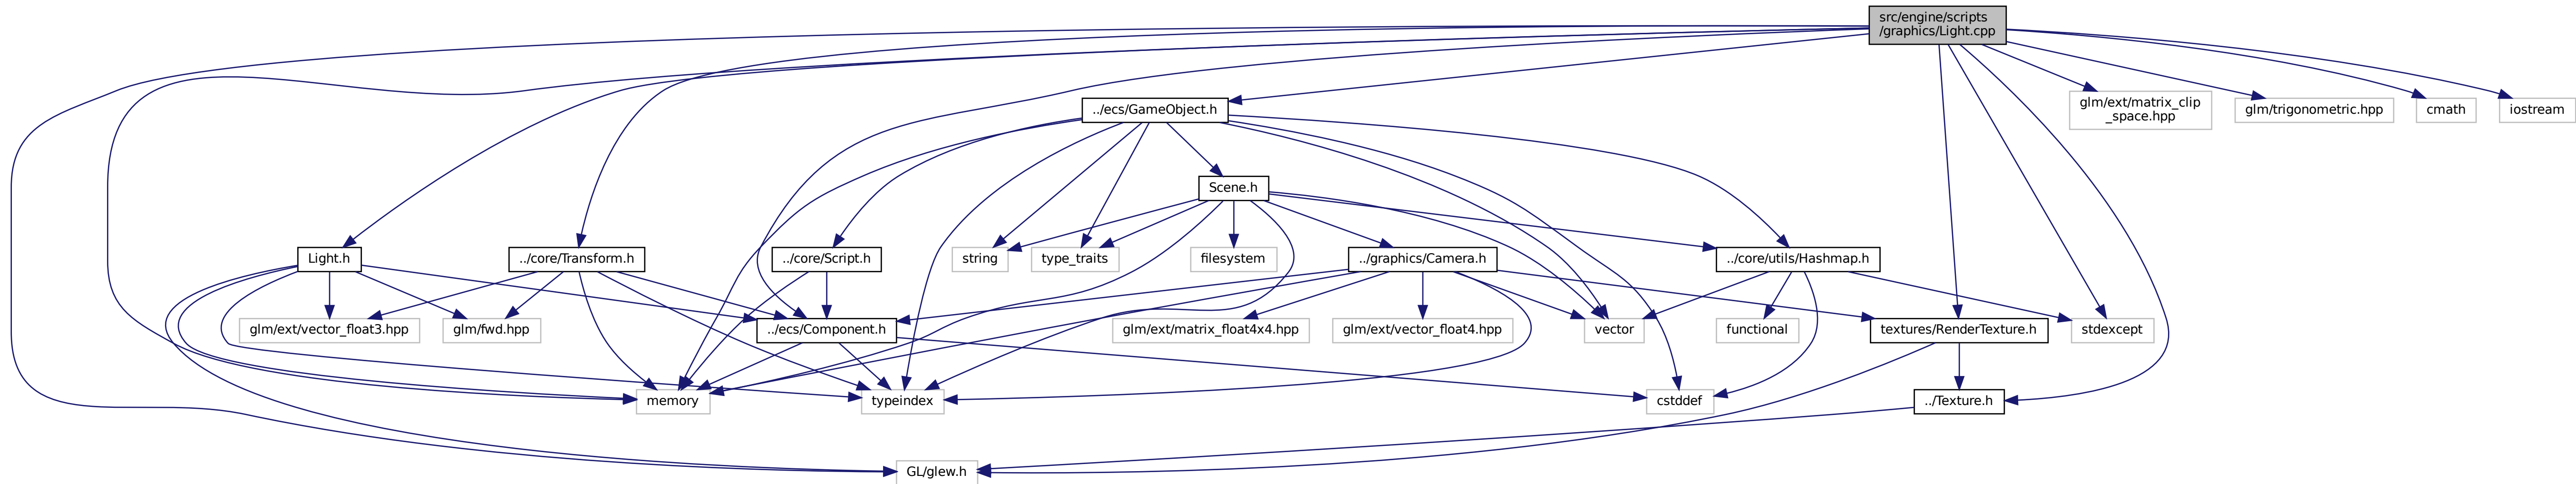 src/engine/scripts
/graphics/Light.cpp
../ecs/GameObject.h
glm/ext/matrix_clip
_space.hpp
glm/trigonometric.hpp
cmath
iostream
Scene.h
Light.h
../core/Transform.h
../core/Script.h
string
type_traits
filesystem
../graphics/Camera.h
../core/utils/Hashmap.h
glm/ext/vector_float3.hpp
glm/fwd.hpp
../ecs/Component.h
glm/ext/matrix_float4x4.hpp
glm/ext/vector_float4.hpp
vector
functional
textures/RenderTexture.h
stdexcept
memory
typeindex
cstddef
../Texture.h
GL/glew.h